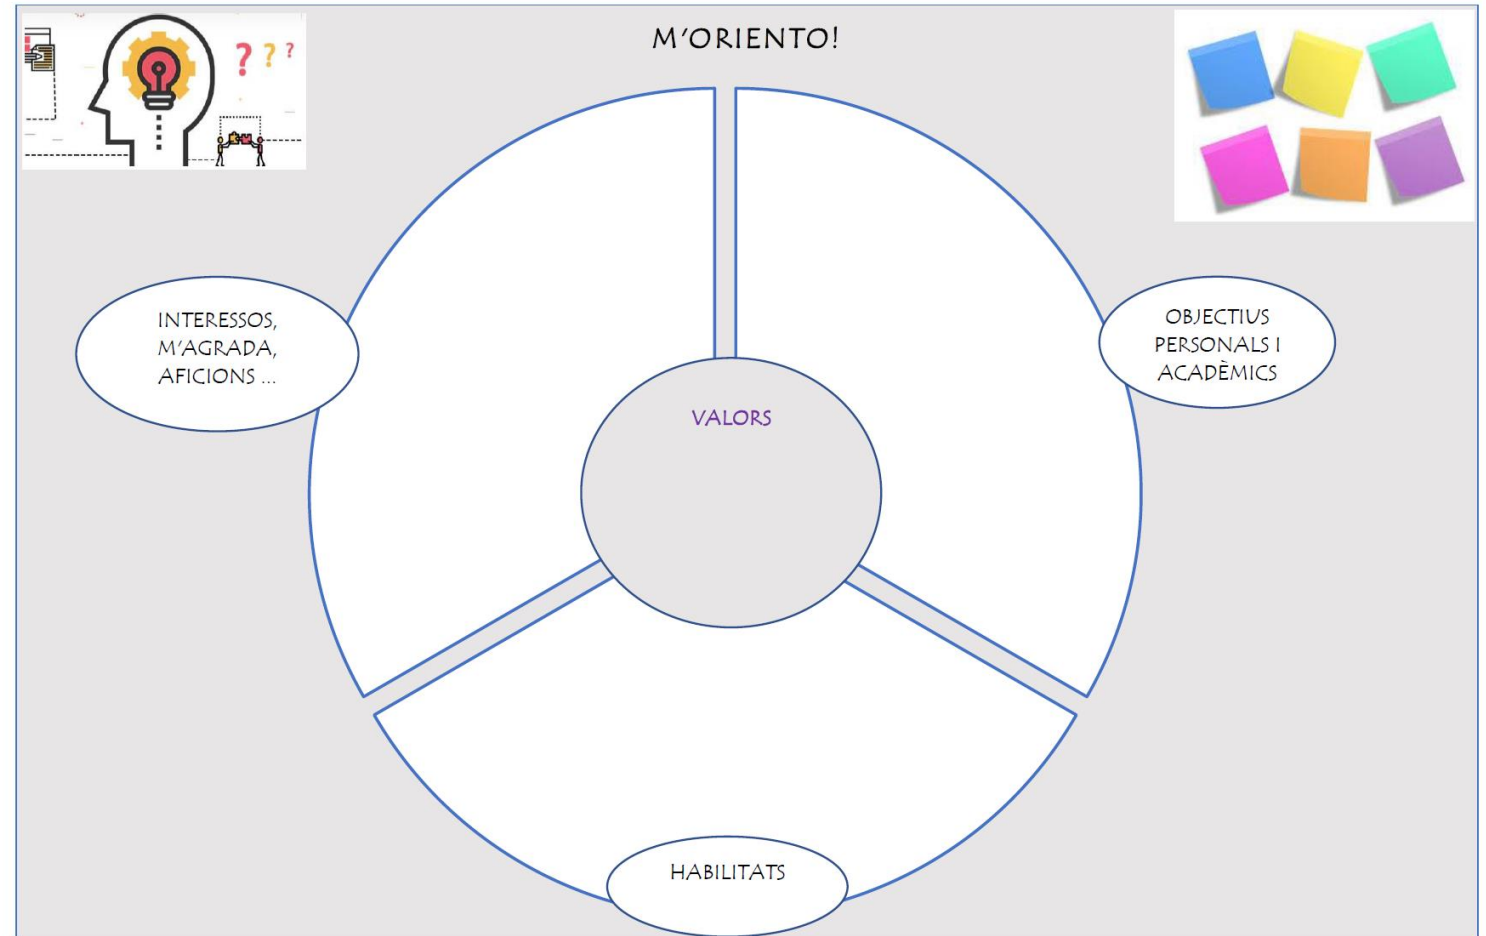 M'ORIENTO!
? ? ?
INTERESSOS,
M'AGRADA,
AFICIONS ...
OBJECTIUS
PERSONALS I
ACADÈMICS
VALORS
HABILITATS